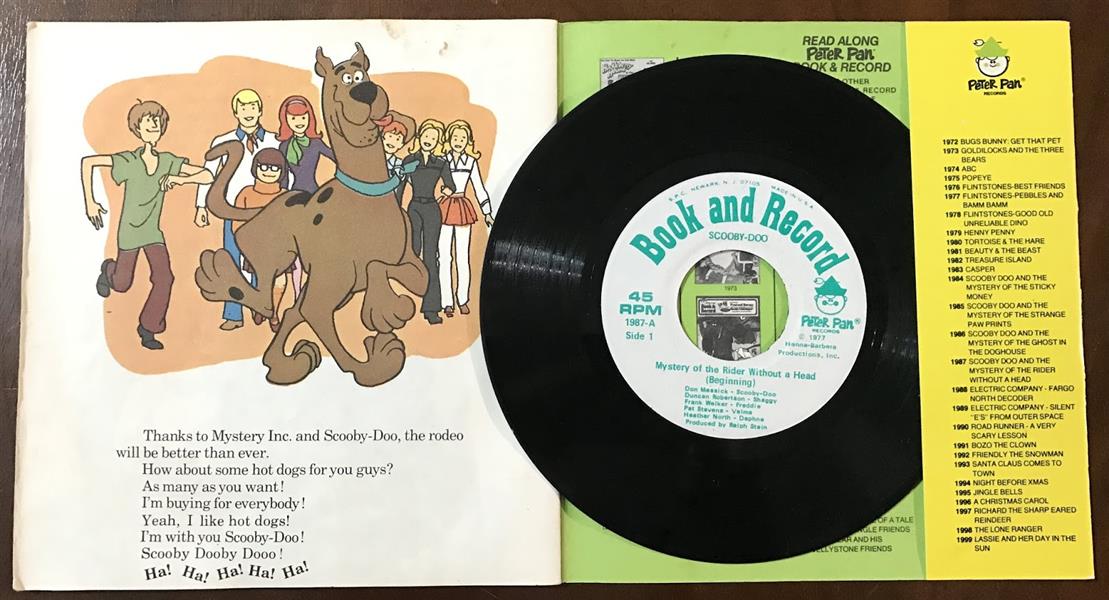 Thanks to Mystery Inc. and Scooby-Doo, the rodeo
will be better than ever.
How about some hot dogs for you guys?
As many as you want!
I'm buying for everybody!
Yeah, I like hot dogs!
I'm with you Scooby-Doo!
Scooby Dooby Dooo!
Ha! Ha! Ha! Ha! Ha!
READ ALONG
PETER PAN
BOOK & RECORD
OTHER
RECORD
S.P.C. NEWARK, N.J. 07105 MADE IN U.S.A.
Book and Record
SCOOBY-DOO
45
RPM
1987-A
Side 1
1973
PETER PAN®
RECORDS
© 1977
Hanna-Barbera
Productions, Inc.
Mystery of the Rider Without a Head
(Beginning)
Don Messick - Scooby-Doo
Duncan Robertson - Shaggy
Frank Welker - Freddie
Pat Stevens - Velma
Heather North - Daphne
Produced by Ralph Stein
OF A TALE
FRIENDS
AND HIS
FRIENDS
PETER PAN®
RECORDS
1972 BUGS BUNNY: GET THAT PET
1973 GOLDILOCKS AND THE THREE
BEARS
1974 ABC
1975 POPEYE
1976 FLINTSTONES-BEST FRIENDS
1977 FLINTSTONES-PEBBLES AND
BAMM BAMM
1978 FLINTSTONES-GOOD OLD
UNRELIABLE DINO
1979 HENNY PENNY
1980 TORTOISE & THE HARE
1981 BEAUTY & THE BEAST
1982 TREASURE ISLAND
1983 CASPER
1984 SCOOBY DOO AND THE
MYSTERY OF THE STICKY
MONEY
1985 SCOOBY DOO AND THE
MYSTERY OF THE STRANGE
PAW PRINTS
1986 SCOOBY DOO AND THE
MYSTERY OF THE GHOST IN
THE DOGHOUSE
1987 SCOOBY DOO AND THE
MYSTERY OF THE RIDER
WITHOUT A HEAD
1988 ELECTRIC COMPANY - FARGO
NORTH DECODER
1989 ELECTRIC COMPANY - SILENT
"E'S" FROM OUTER SPACE
1990 ROAD RUNNER - A VERY
SCARY LESSON
1991 BOZO THE CLOWN
1992 FRIENDLY THE SNOWMAN
1993 SANTA CLAUS COMES TO
TOWN
1994 NIGHT BEFORE XMAS
1995 JINGLE BELLS
1996 A CHRISTMAS CAROL
1997 RICHARD THE SHARP EARED
REINDEER
1998 THE LONE RANGER
1999 LASSIE AND HER DAY IN THE
SUN